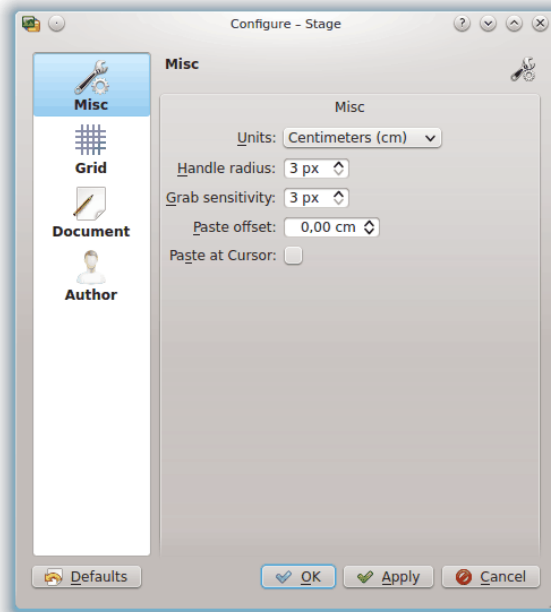 Configure – Stage
Misc
Grid
Document
Author
Misc
Misc
Units: Centimeters (cm)
Handle radius: 3 px
Grab sensitivity: 3 px
Paste offset: 0,00 cm
Paste at Cursor:
Defaults
OK
Apply
Cancel